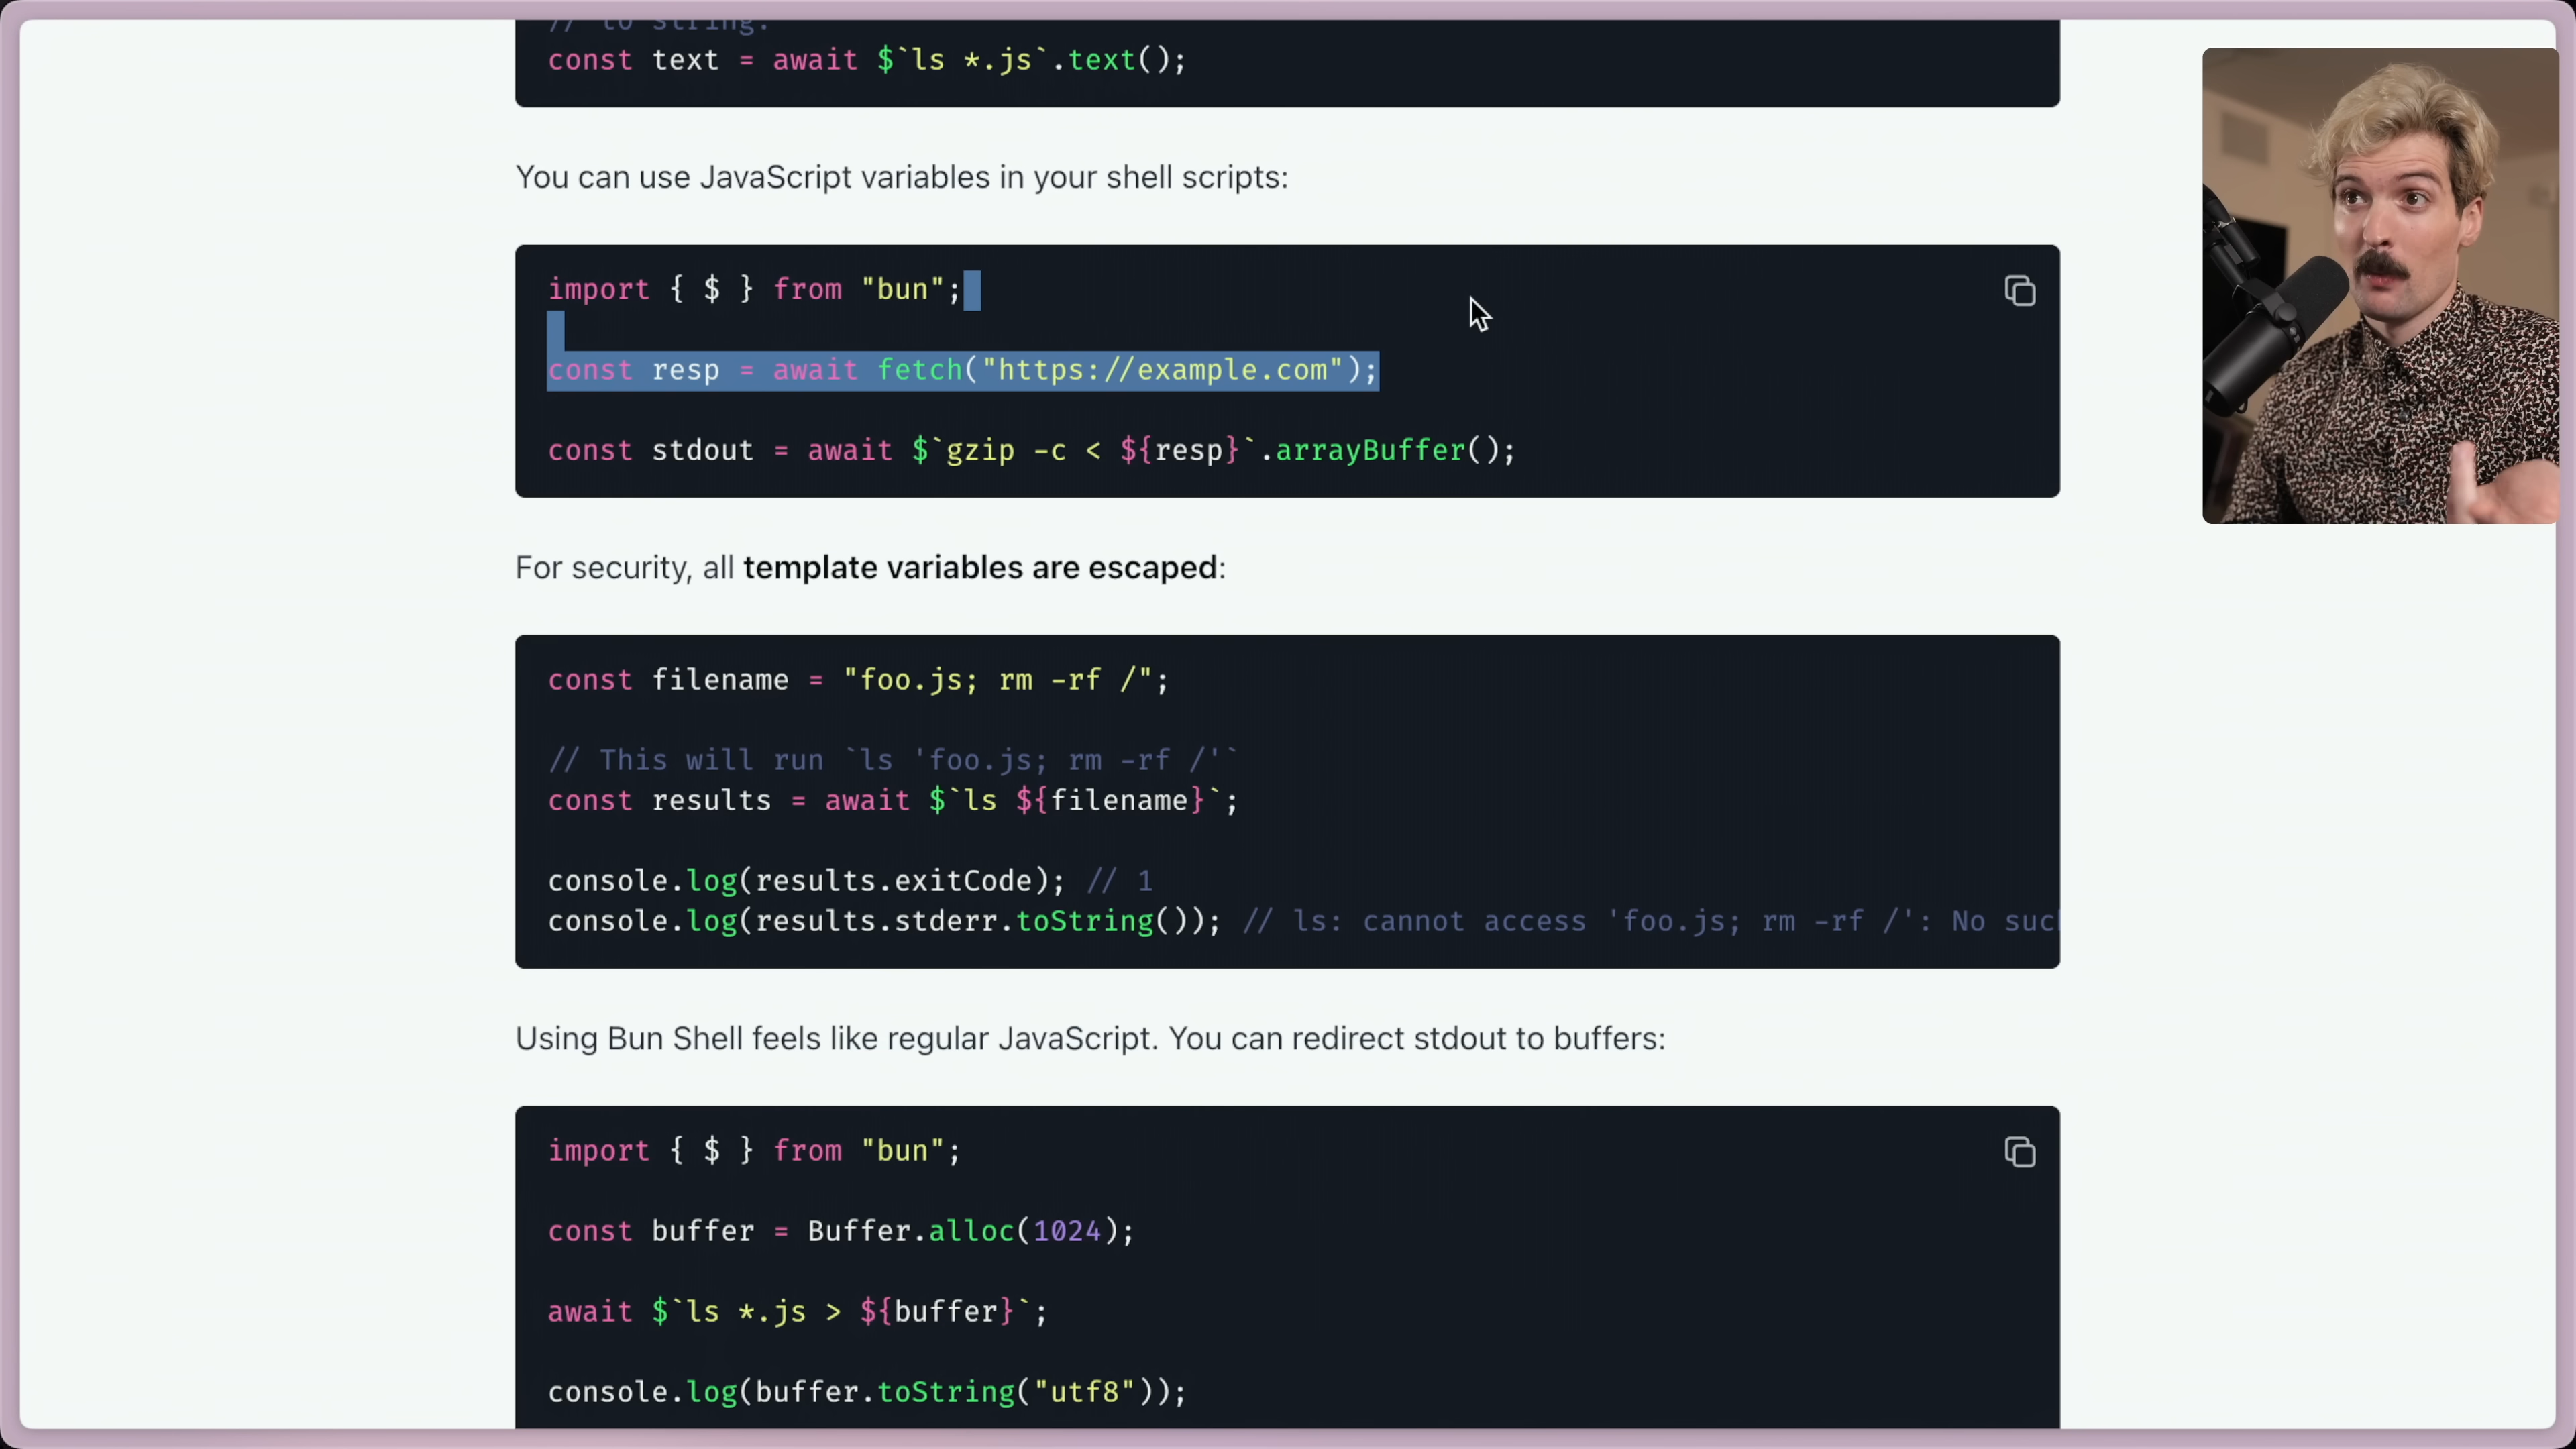 // to string.
const text = await $`ls *.js`.text();
You can use JavaScript variables in your shell scripts:
import { $ } from "bun";
const resp = await fetch("https://example.com");
const stdout = await $`gzip -c < ${resp}`.arrayBuffer();
For security, all template variables are escaped:
const filename = "foo.js; rm -rf /";
// This will run `ls 'foo.js; rm -rf /'`
const results = await $`ls ${filename}`;
console.log(results.exitCode); // 1
console.log(results.stderr.toString()); // ls: cannot access 'foo.js; rm -rf /': No suc
Using Bun Shell feels like regular JavaScript. You can redirect stdout to buffers:
import { $ } from "bun";
const buffer = Buffer.alloc(1024);
await $`ls *.js > ${buffer}`;
console.log(buffer.toString("utf8"));